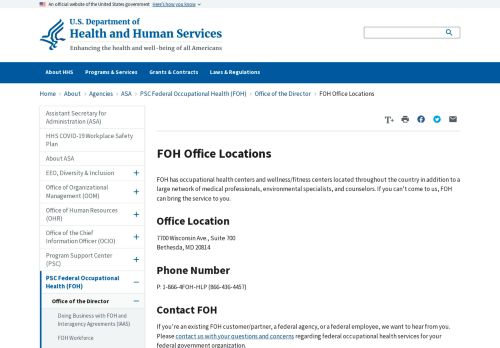 An official website of the United States government Here's how you know
U.S. Department of
Health and Human Services
Enhancing the health and well-being of all Americans
About HHS Programs & Services Grants & Contracts Laws & Regulations
Home › About › Agencies › ASA › PSC Federal Occupational Health (FOH) › Office of the Director › FOH Office Locations
Assistant Secretary for
Administration (ASA)
HHS COVID-19 Workplace Safety
Plan
About ASA
EEO, Diversity & Inclusion
Office of Organizational
Management (OOM)
Office of Human Resources
(OHR)
Office of the Chief
Information Officer (OCIO)
Program Support Center
(PSC)
PSC Federal Occupational
Health (FOH)
Office of the Director
Doing Business with FOH and
Interagency Agreements (IAAS)
FOH Workforce
T+
FOH Office Locations
FOH has occupational health centers and wellness/fitness centers located throughout the country in addition to a
large network of medical professionals, environmental specialists, and counselors. If you can't come to us, FOH
can bring the service to you.
Office Location
7700 Wisconsin Ave., Suite 700
Bethesda, MD 20814
Phone Number
P: 1-866-4FOH-HLP (866-436-4457)
Contact FOH
If you're an existing FOH customer/partner, a federal agency, or a federal employee, we want to hear from you.
Please contact us with your questions and concerns regarding federal occupational health services for your
federal government organization.